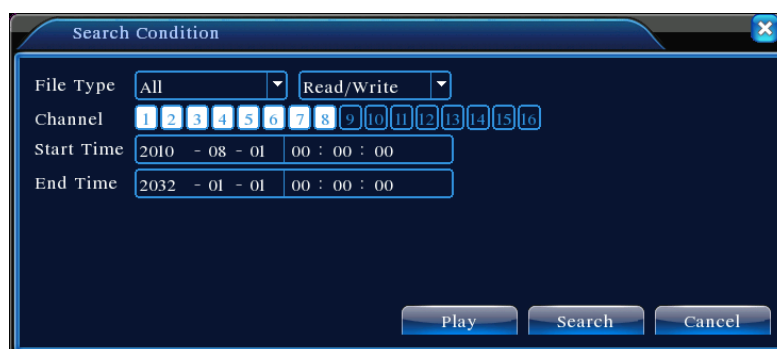 Search Condition
File Type All Read/Write
Channel 1 2 3 4 5 6 7 8 9 10 11 12 13 14 15 16
Start Time 2010 - 08 - 01 00 : 00 : 00
End Time 2032 - 01 - 01 00 : 00 : 00
Play Search Cancel